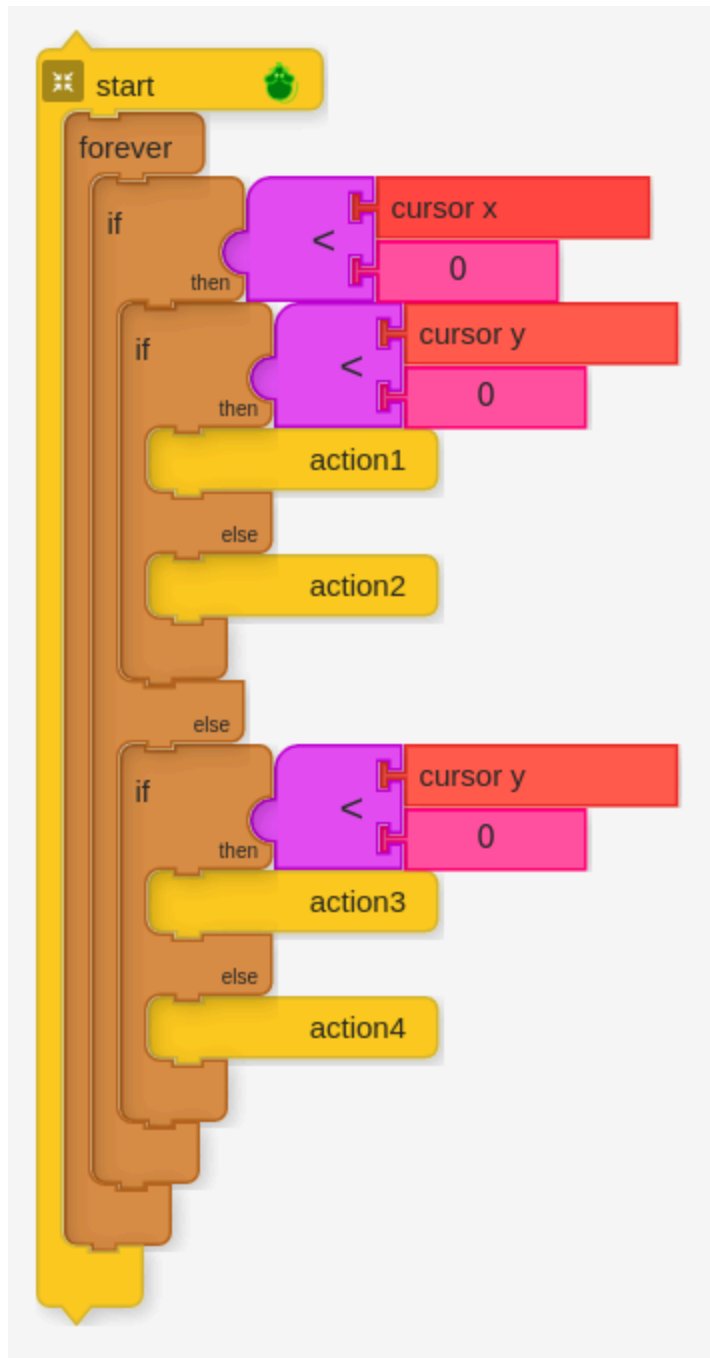 start
forever
if
<
cursor x
0
then
if
<
cursor y
0
then
action1
else
action2
else
if
<
cursor y
0
then
action3
else
action4